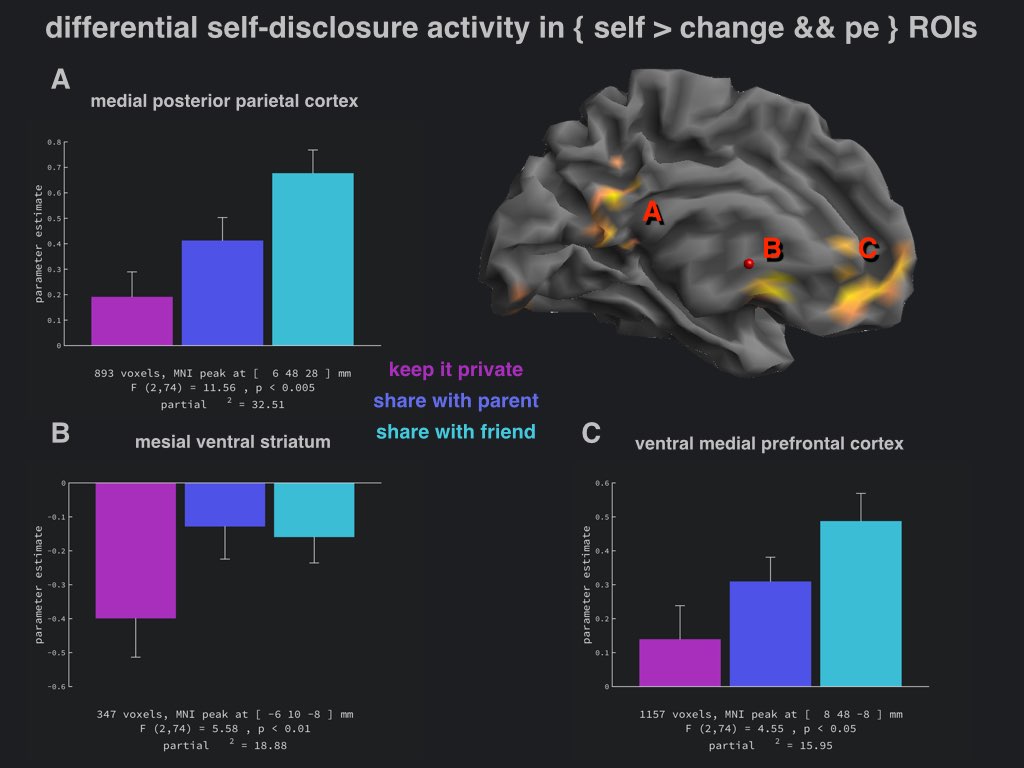 differential self-disclosure activity in { self > change && pe } ROIs
A
medial posterior parietal cortex
0.8
0.7
0.6
0.5
0.4
0.3
0.2
0.1
0
parameter estimate
893 voxels, MNI peak at [ 6 48 28 ] mm
F (2,74) = 11.56 , p < 0.005
partial 2 = 32.51
A
B
C
keep it private
share with parent
share with friend
B
mesial ventral striatum
0
-0.1
-0.2
-0.3
-0.4
-0.5
-0.6
parameter estimate
347 voxels, MNI peak at [ -6 10 -8 ] mm
F (2,74) = 5.58 , p < 0.01
partial 2 = 18.88
C
ventral medial prefrontal cortex
0.6
0.5
0.4
0.3
0.2
0.1
0
parameter estimate
1157 voxels, MNI peak at [ 8 48 -8 ] mm
F (2,74) = 4.55 , p < 0.05
partial 2 = 15.95